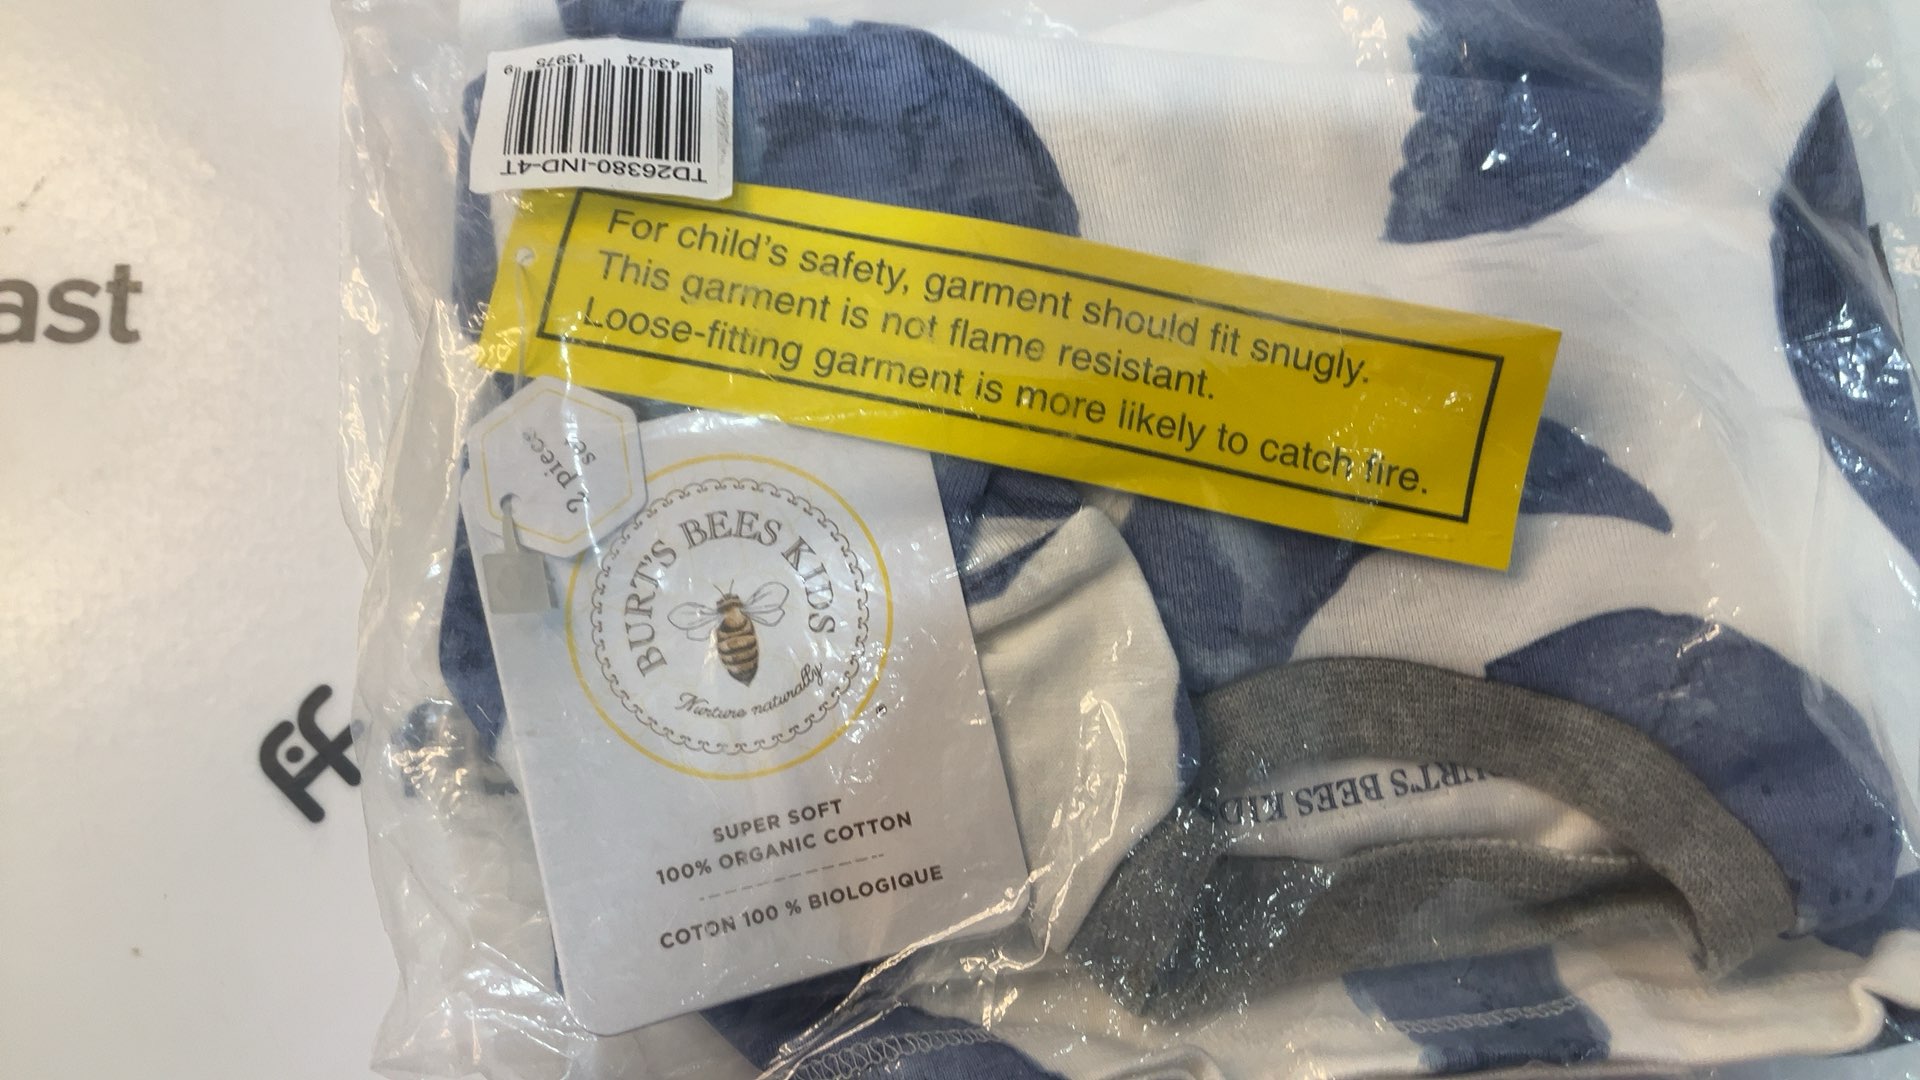 8 43474 13975 9
TD26380-IND-4T
For child's safety, garment should fit snugly.
This garment is not flame resistant.
Loose-fitting garment is more likely to catch fire.
2 piece
set
BURT'S BEES KIDS
Nurture naturally
SUPER SOFT
100% ORGANIC COTTON
COTON 100 % BIOLOGIQUE
BURT'S BEES KIDS
ast